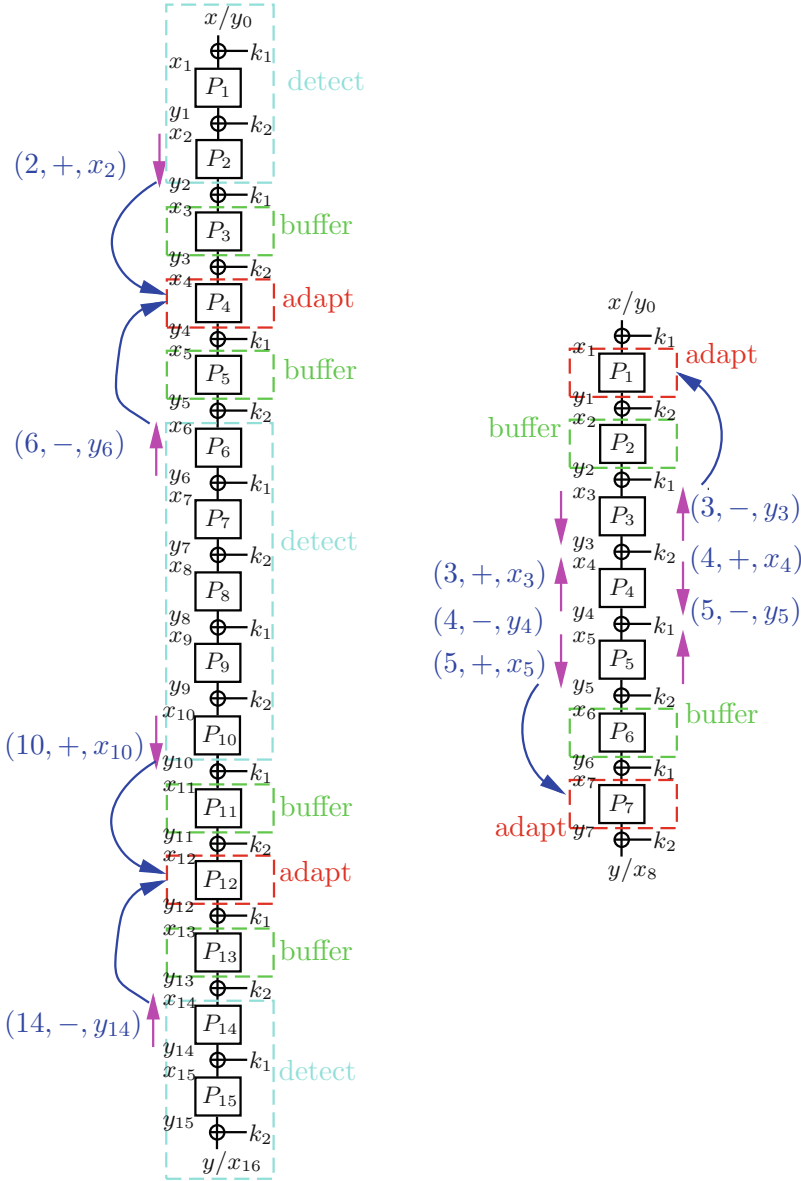 x/y₀
k₁
x₁
P₁
detect
y₁
k₂
x₂
P₂
(2, +, x₂)
y₂
k₁
x₃
P₃
buffer
y₃
k₂
x₄
P₄
adapt
y₄
k₁
x₅
P₅
buffer
y₅
k₂
x₆
P₆
(6, −, y₆)
y₆
k₁
x₇
P₇
detect
y₇
k₂
x₈
P₈
y₈
k₁
x₉
P₉
y₉
k₂
x₁₀
P₁₀
(10, +, x₁₀)
y₁₀
k₁
x₁₁
P₁₁
buffer
y₁₁
k₂
x₁₂
P₁₂
adapt
y₁₂
k₁
x₁₃
P₁₃
buffer
y₁₃
k₂
x₁₄
P₁₄
(14, −, y₁₄)
y₁₄
k₁
x₁₅
P₁₅
detect
y₁₅
k₂
y/x₁₆
x/y₀
k₁
x₁
P₁
adapt
y₁
k₂
x₂
P₂
buffer
y₂
k₁
x₃
P₃
(3, −, y₃)
y₃
k₂
(3, +, x₃)
x₄
P₄
(4, +, x₄)
(4, −, y₄)
y₄
k₁
(5, −, y₅)
x₅
P₅
(5, +, x₅)
y₅
k₂
x₆
P₆
buffer
y₆
k₁
x₇
P₇
adapt
y₇
k₂
y/x₈